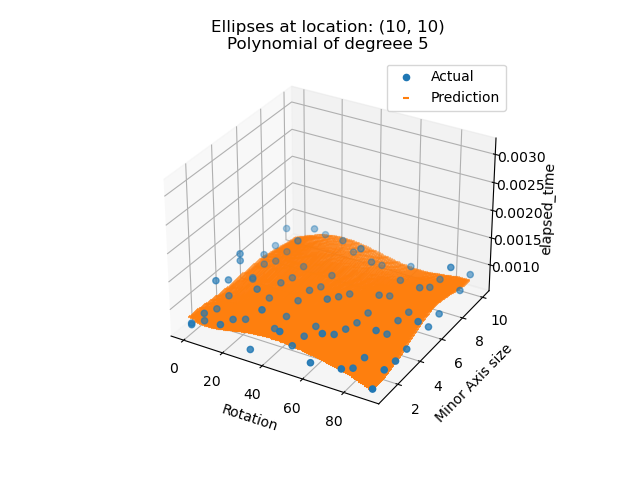 Ellipses at location: (10, 10)
Polynomial of degreee 5
Actual
Prediction
0.0030
0.0025
0.0020
0.0015
0.0010
elapsed_time
0
20
40
60
80
Rotation
2
4
6
8
10
Minor Axis size